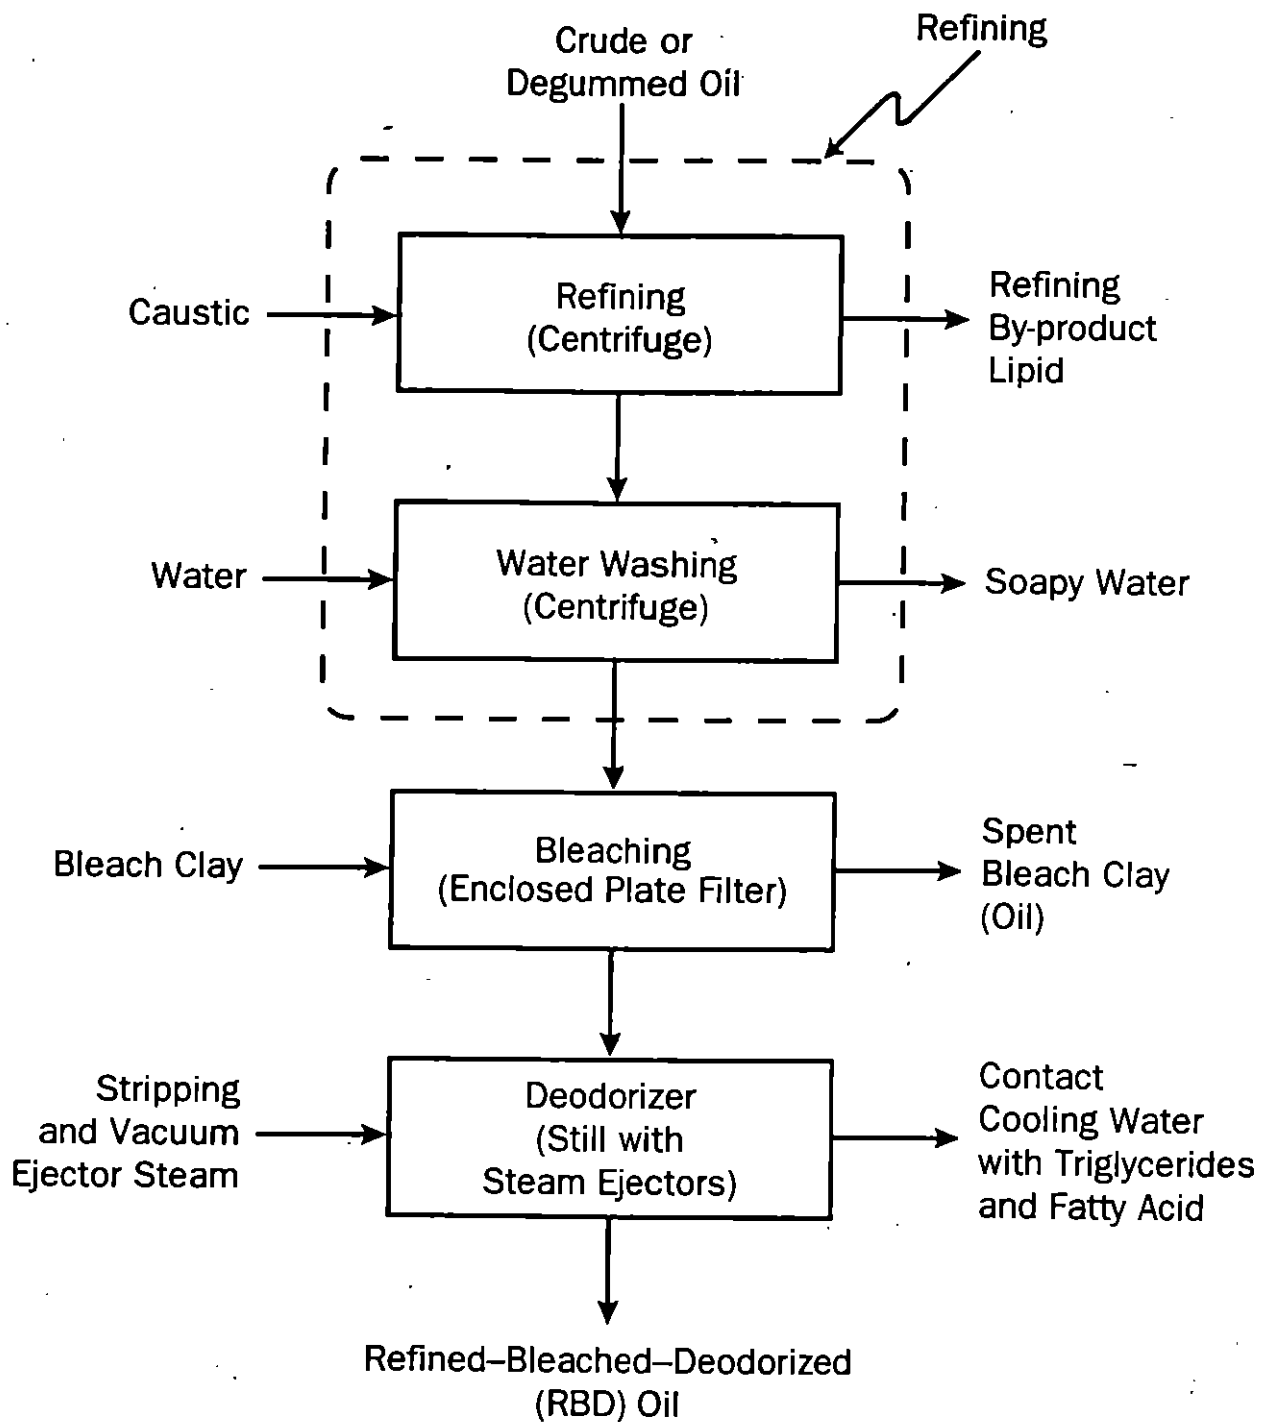 Crude or
Degummed Oil
Refining
Caustic
Refining
(Centrifuge)
Refining
By-product
Lipid
Water
Water Washing
(Centrifuge)
Soapy Water
Bleach Clay
Bleaching
(Enclosed Plate Filter)
Spent
Bleach Clay
(Oil)
Stripping
and Vacuum
Ejector Steam
Deodorizer
(Still with
Steam Ejectors)
Contact
Cooling Water
with Triglycerides
and Fatty Acid
Refined–Bleached–Deodorized
(RBD) Oil